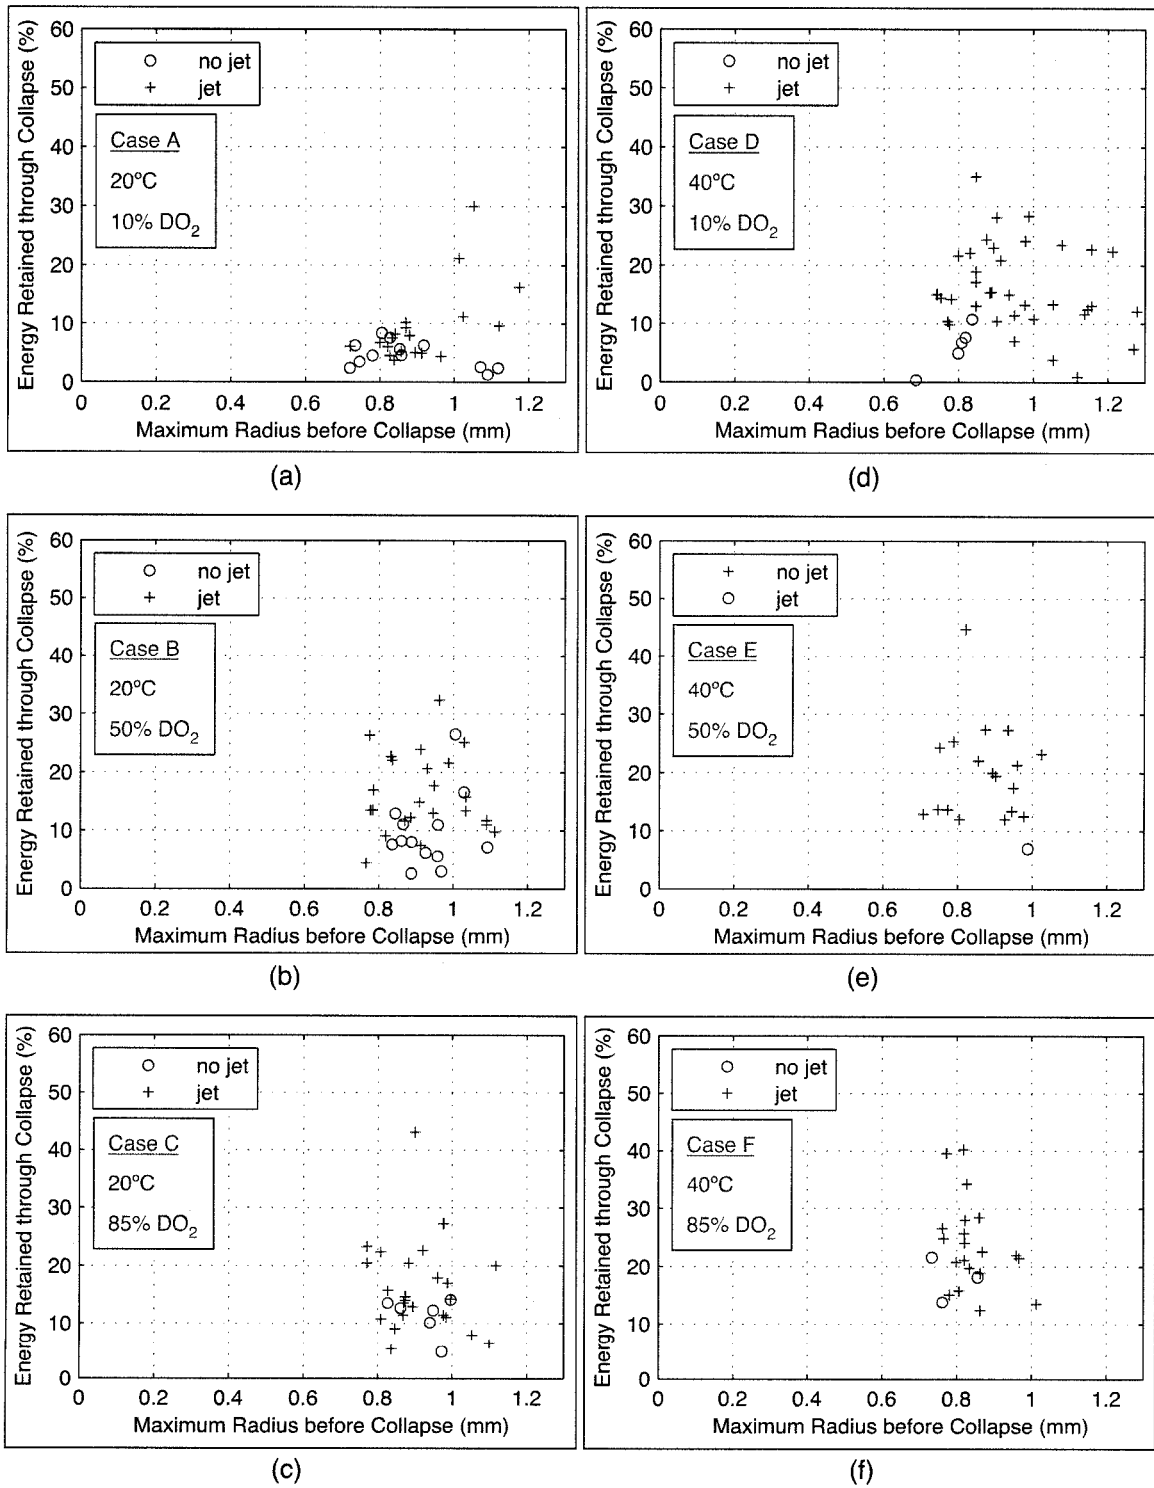 Energy Retained through Collapse (%)
60
50
40
30
20
10
0
no jet
jet
Case A
20°C
10% DO2
0 0.2 0.4 0.6 0.8 1 1.2
Maximum Radius before Collapse (mm)
(a)
Energy Retained through Collapse (%)
60
50
40
30
20
10
0
no jet
jet
Case D
40°C
10% DO2
0 0.2 0.4 0.6 0.8 1 1.2
Maximum Radius before Collapse (mm)
(d)
Energy Retained through Collapse (%)
60
50
40
30
20
10
0
no jet
jet
Case B
20°C
50% DO2
0 0.2 0.4 0.6 0.8 1 1.2
Maximum Radius before Collapse (mm)
(b)
Energy Retained through Collapse (%)
60
50
40
30
20
10
0
no jet
jet
Case E
40°C
50% DO2
0 0.2 0.4 0.6 0.8 1 1.2
Maximum Radius before Collapse (mm)
(e)
Energy Retained through Collapse (%)
60
50
40
30
20
10
0
no jet
jet
Case C
20°C
85% DO2
0 0.2 0.4 0.6 0.8 1 1.2
Maximum Radius before Collapse (mm)
(c)
Energy Retained through Collapse (%)
60
50
40
30
20
10
0
no jet
jet
Case F
40°C
85% DO2
0 0.2 0.4 0.6 0.8 1 1.2
Maximum Radius before Collapse (mm)
(f)